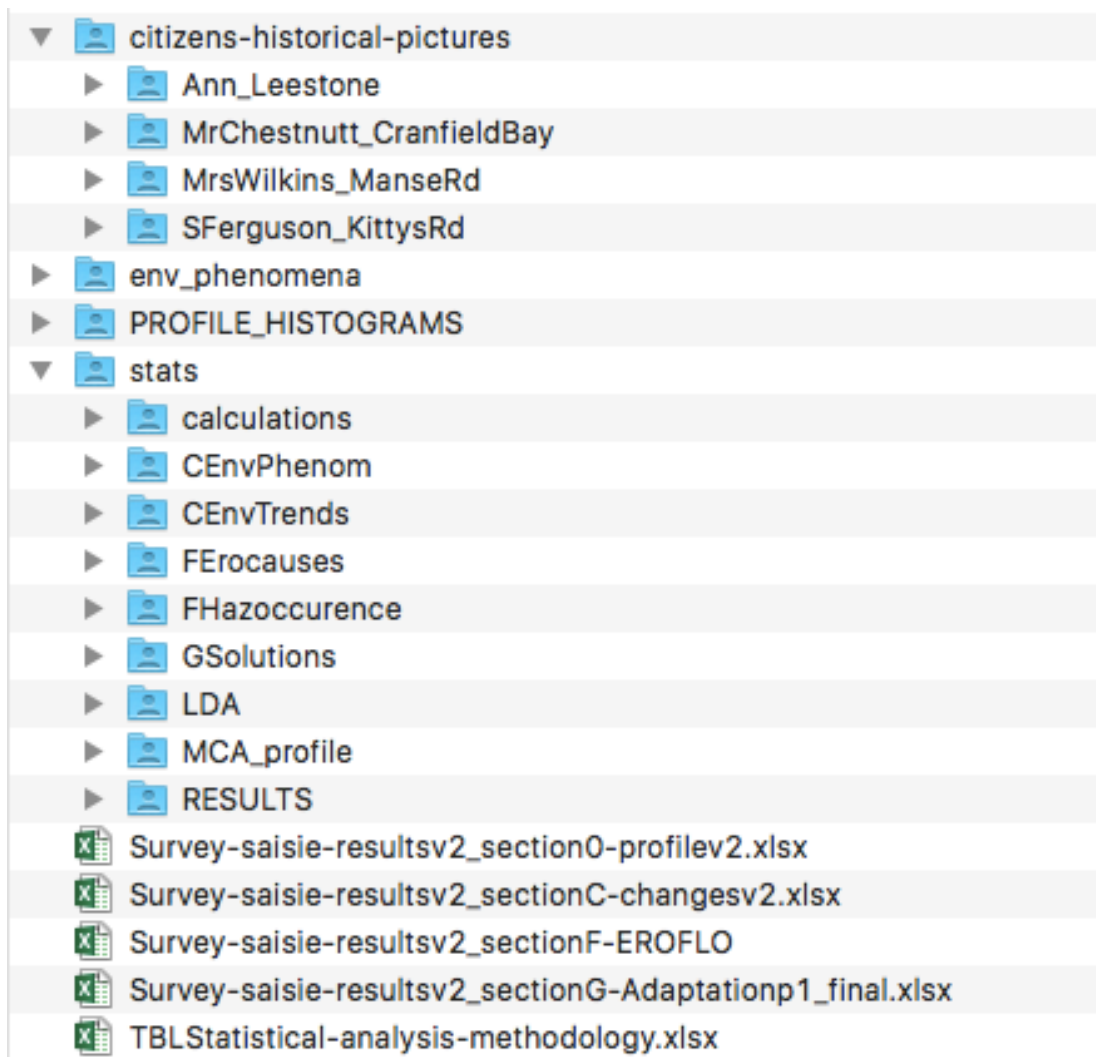 citizens-historical-pictures
Ann_Leestone
MrChestnutt_CranfieldBay
MrsWilkins_ManseRd
SFerguson_KittysRd
env_phenomena
PROFILE_HISTOGRAMS
stats
calculations
CEnvPhenom
CEnvTrends
FErocauses
FHazoccurence
GSolutions
LDA
MCA_profile
RESULTS
Survey-saisie-resultsv2_section0-profilev2.xlsx
Survey-saisie-resultsv2_sectionC-changesv2.xlsx
Survey-saisie-resultsv2_sectionF-EROFLO
Survey-saisie-resultsv2_sectionG-Adaptationp1_final.xlsx
TBLStatistical-analysis-methodology.xlsx